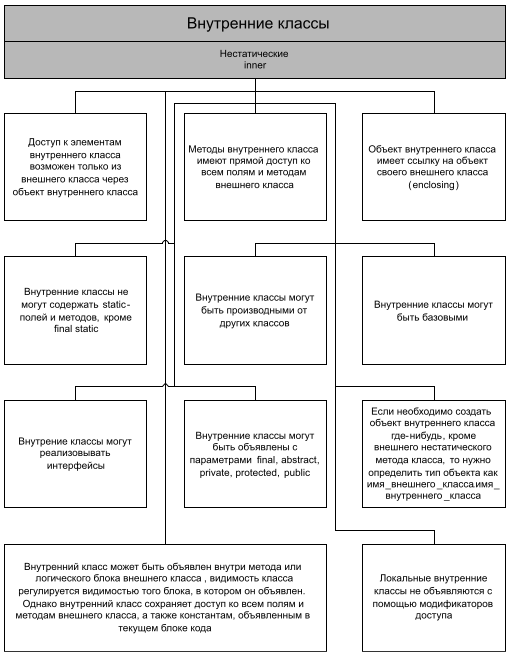 Внутренние классы
Нестатические
inner
Доступ к элементам
внутреннего класса
возможен только из
внешнего класса через
объект внутреннего класса
Методы внутреннего класса
имеют прямой доступ ко
всем полям и методам
внешнего класса
Объект внутреннего класса
имеет ссылку на объект
своего внешнего класса
(enclosing)
Внутренние классы не
могут содержать static-
полей и методов, кроме
final static
Внутренние классы могут
быть производными от
других классов
Внутренние классы могут
быть базовыми
Внутрение классы могут
реализовывать
интерфейсы
Внутренние классы могут
быть объявлены с
параметрами final, abstract,
private, protected, public
Если необходимо создать
объект внутреннего класса
где-нибудь, кроме
внешнего нестатического
метода класса, то нужно
определить тип объекта как
имя_внешнего_класса.имя_
внутреннего_класса
Внутренний класс может быть объявлен внутри метода или
логического блока внешнего класса , видимость класса
регулируется видимостью того блока, в котором он объявлен.
Однако внутренний класс сохраняет доступ ко всем полям и
методам внешнего класса, а также константам, объявленным в
текущем блоке кода
Локальные внутренние
классы не объявляются с
помощью модификаторов
доступа